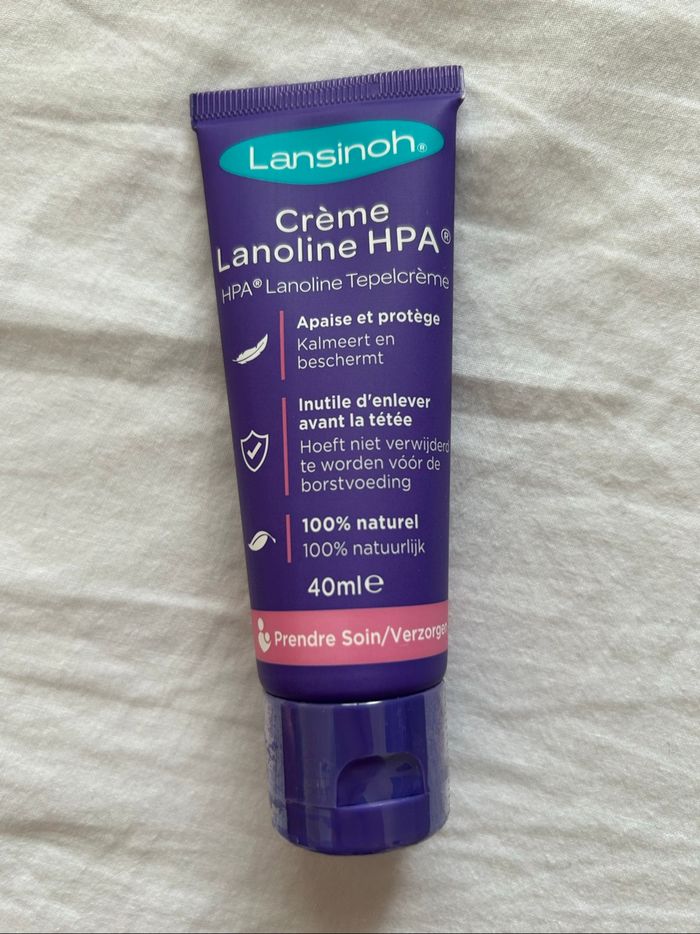 Lansinoh®
Crème
Lanoline HPA®
HPA® Lanoline Tepelcrème
Apaise et protège
Kalmeert en
beschermt
Inutile d'enlever
avant la tétée
Hoeft niet verwijderd
te worden vóór de
borstvoeding
100% naturel
100% natuurlijk
40ml℮
Prendre Soin/Verzorgen